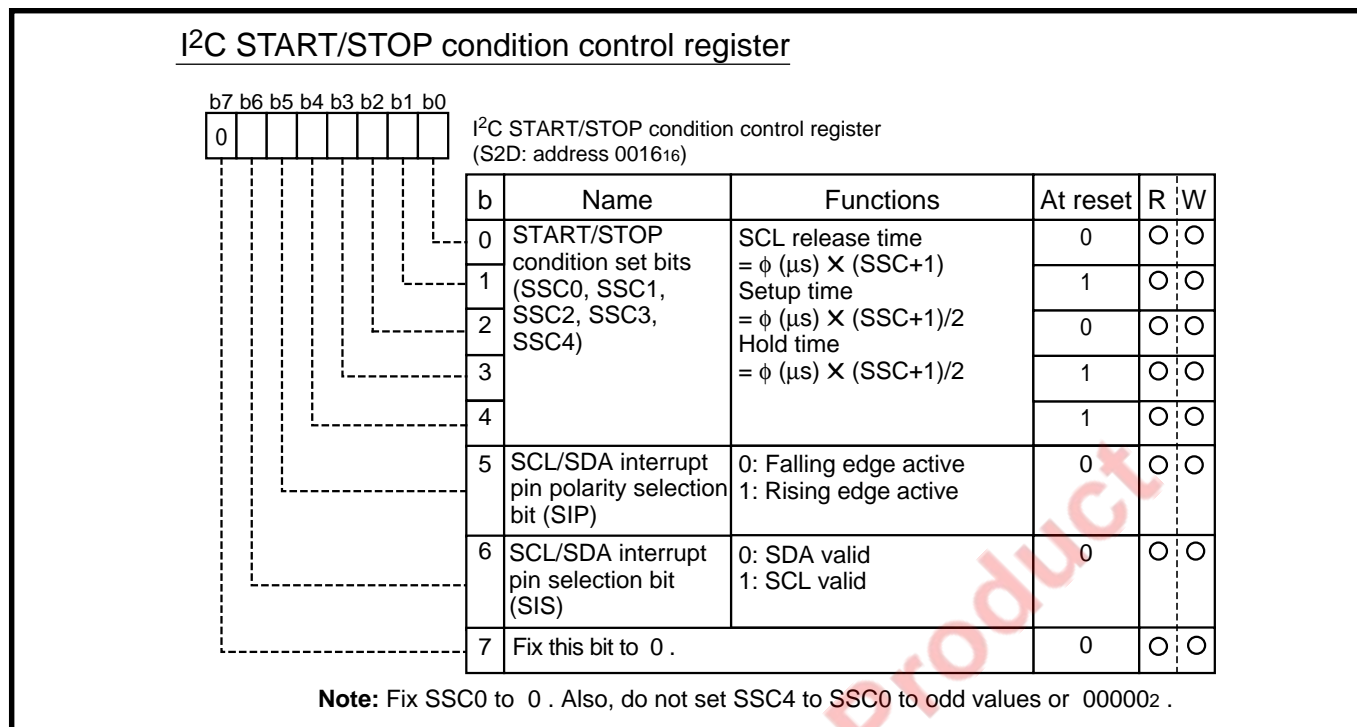 I2C START/STOP condition control register
b7 b6 b5 b4 b3 b2 b1 b0
0
I2C START/STOP condition control register
(S2D: address 001616)
b Name Functions At reset R W
0 START/STOP condition set bits (SSC0, SSC1, SSC2, SSC3, SSC4) SCL release time 0 O O
= ϕ (μs) X (SSC+1)
1 Setup time 1 O O
= ϕ (μs) X (SSC+1)/2
2 Hold time 0 O O
= ϕ (μs) X (SSC+1)/2
3 1 O O
4 1 O O
5 SCL/SDA interrupt pin polarity selection bit (SIP) 0: Falling edge active 0 O O
1: Rising edge active
6 SCL/SDA interrupt pin selection bit (SIS) 0: SDA valid 0 O O
1: SCL valid
7 Fix this bit to 0 . 0 O O
Note: Fix SSC0 to 0 . Also, do not set SSC4 to SSC0 to odd values or 000002 .
Product